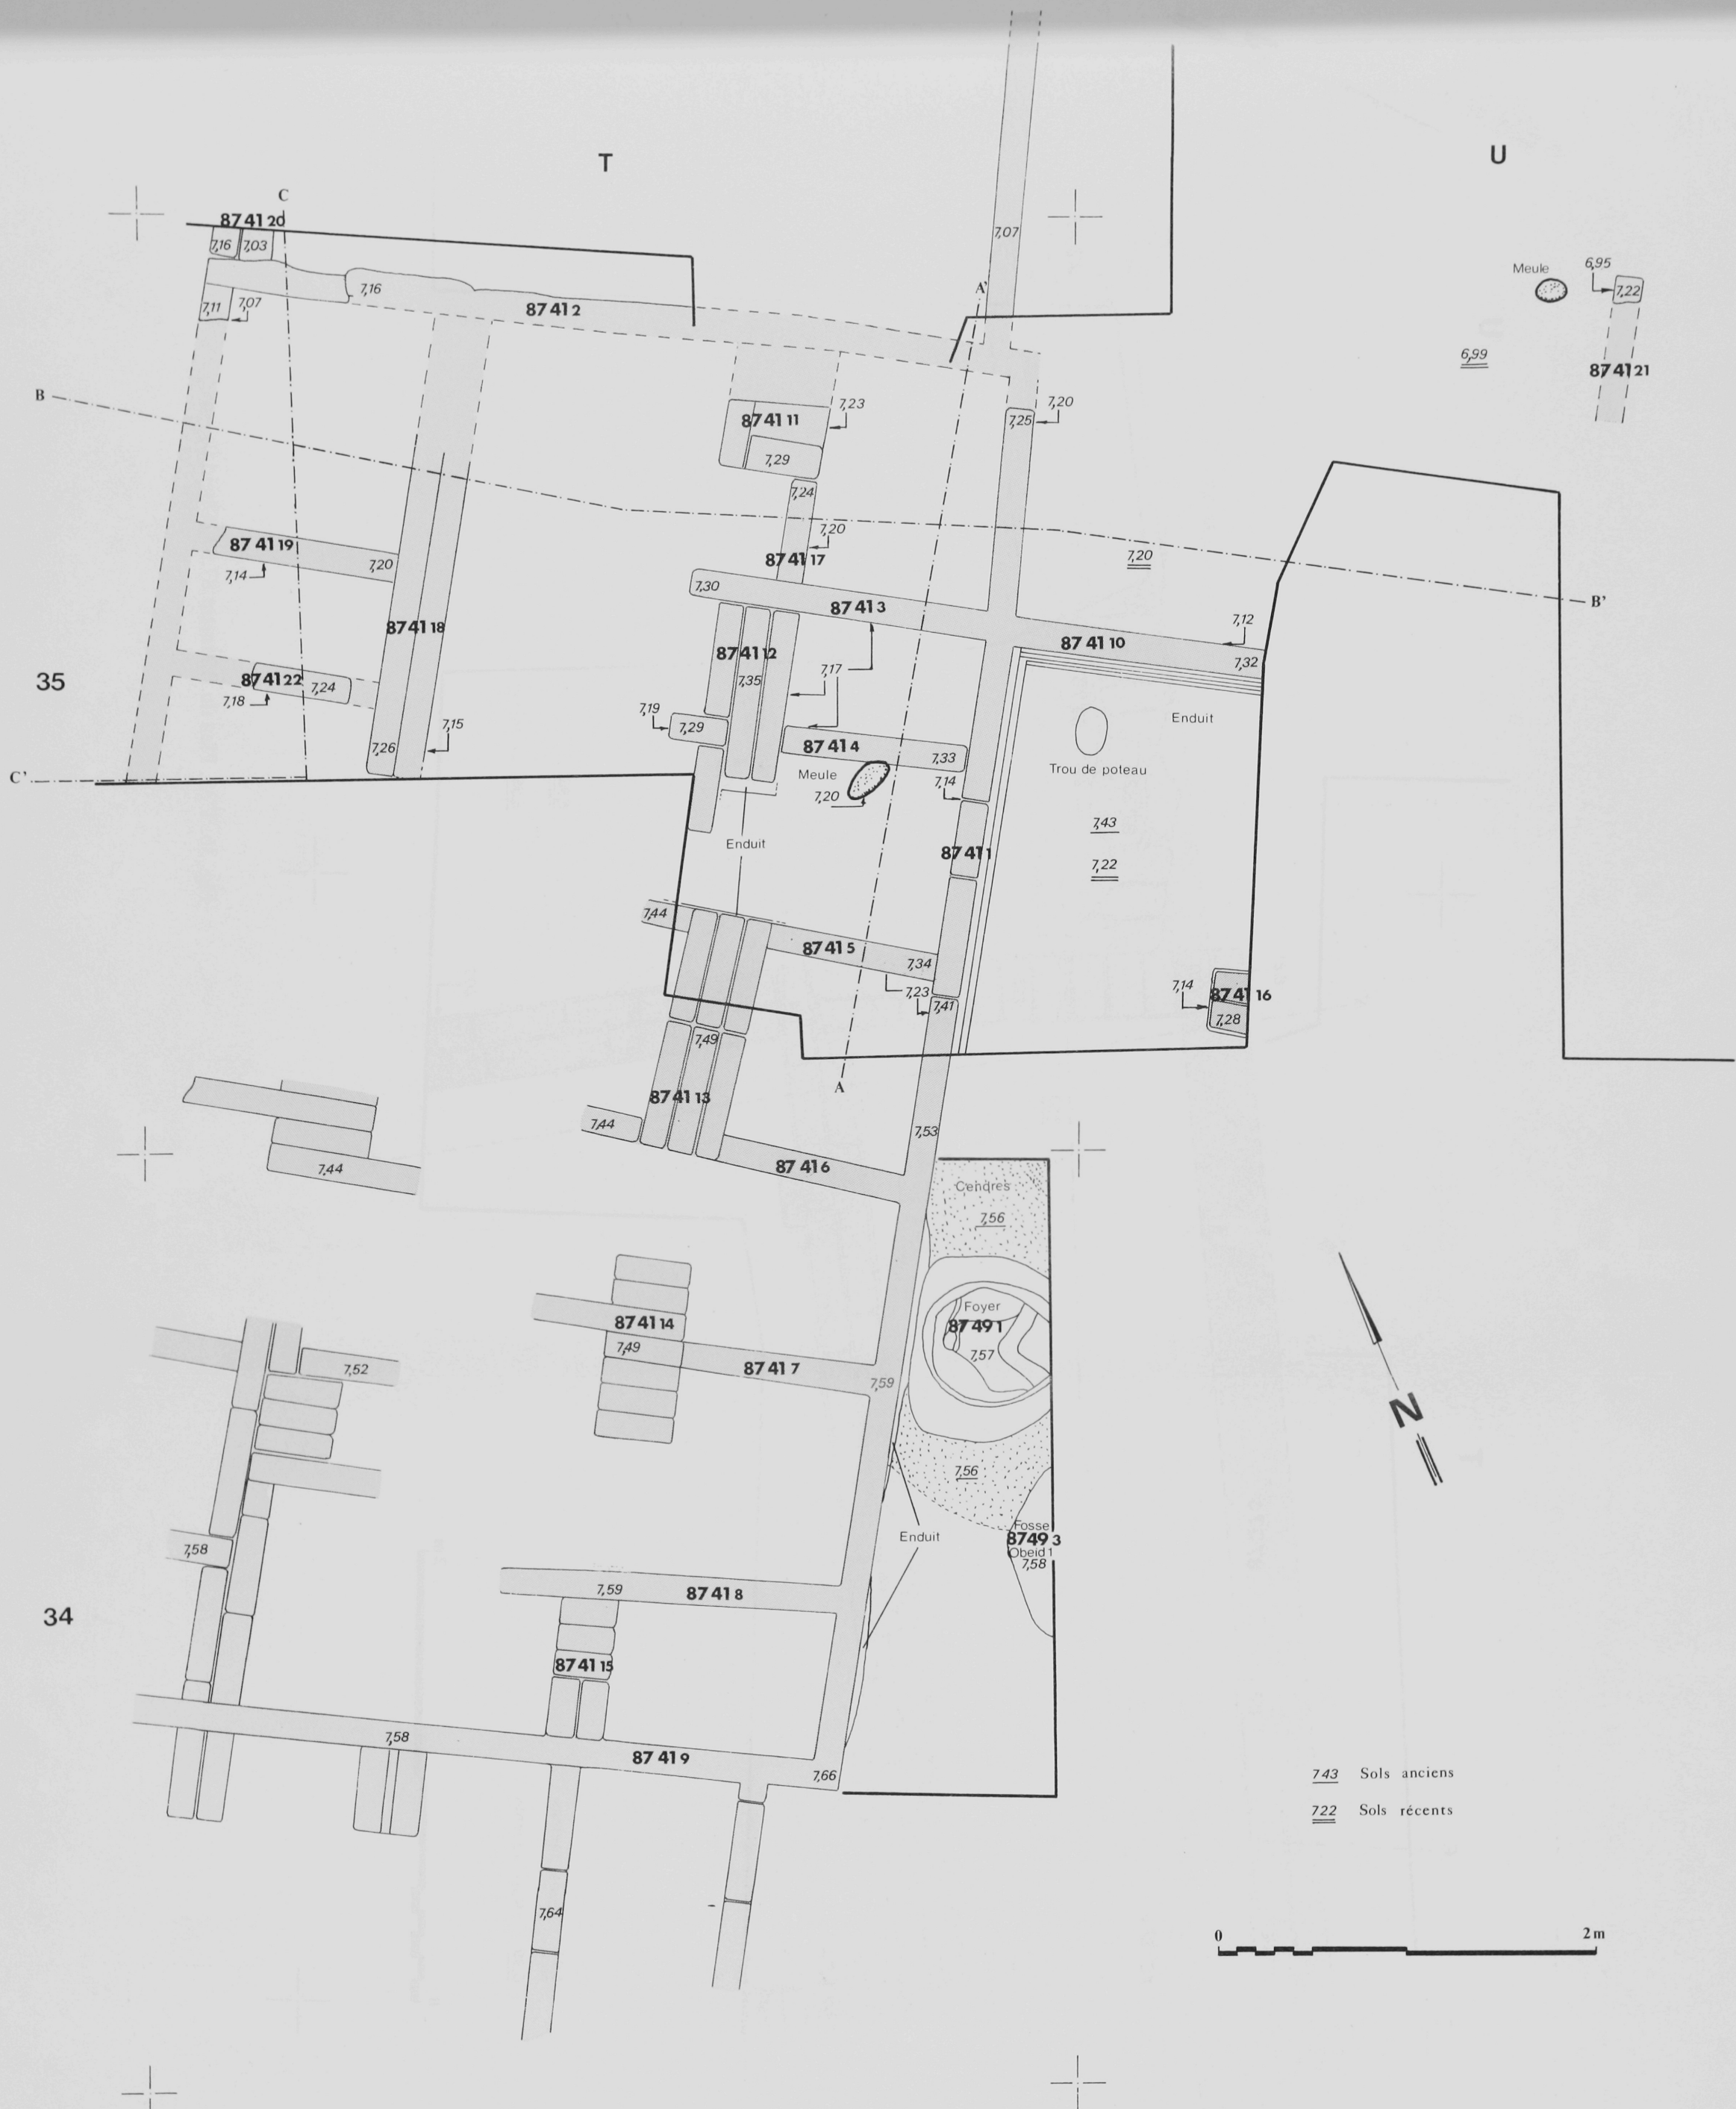 T
U
C
87 41 20
7,16
7,03
7,07
A'
Meule
6,95
7,22
7,16
87 41 2
7,11
7,07
6,99
87 41 21
B
7,23
87 41 11
7,20
7,25
7,29
7,24
7,20
87 41 17
7,20
87 41 19
7,14
7,20
B'
7,30
87 41 3
7,12
87 41 10
7,32
87 41 18
87 41 12
7,17
7,35
35
87 41 22
7,24
7,18
7,19
7,29
Enduit
7,15
7,26
87 41 4
7,33
Trou de poteau
C'
Meule
7,20
7,14
7,43
Enduit
87 41 1
7,22
7,44
87 41 5
7,34
7,23
7,41
7,14
87 41 16
7,28
7,49
A
87 41 13
7,44
7,53
87 41 6
7,44
Cendres
7,56
Foyer
87 49 1
7,57
87 41 14
7,49
87 41 7
7,59
7,52
N
7,56
Enduit
Fosse
87 49 3
Obeid 1
7,58
7,58
7,59
87 41 8
34
87 41 15
7,58
87 41 9
7,66
743 Sols anciens
722 Sols récents
7,64
0 2 m